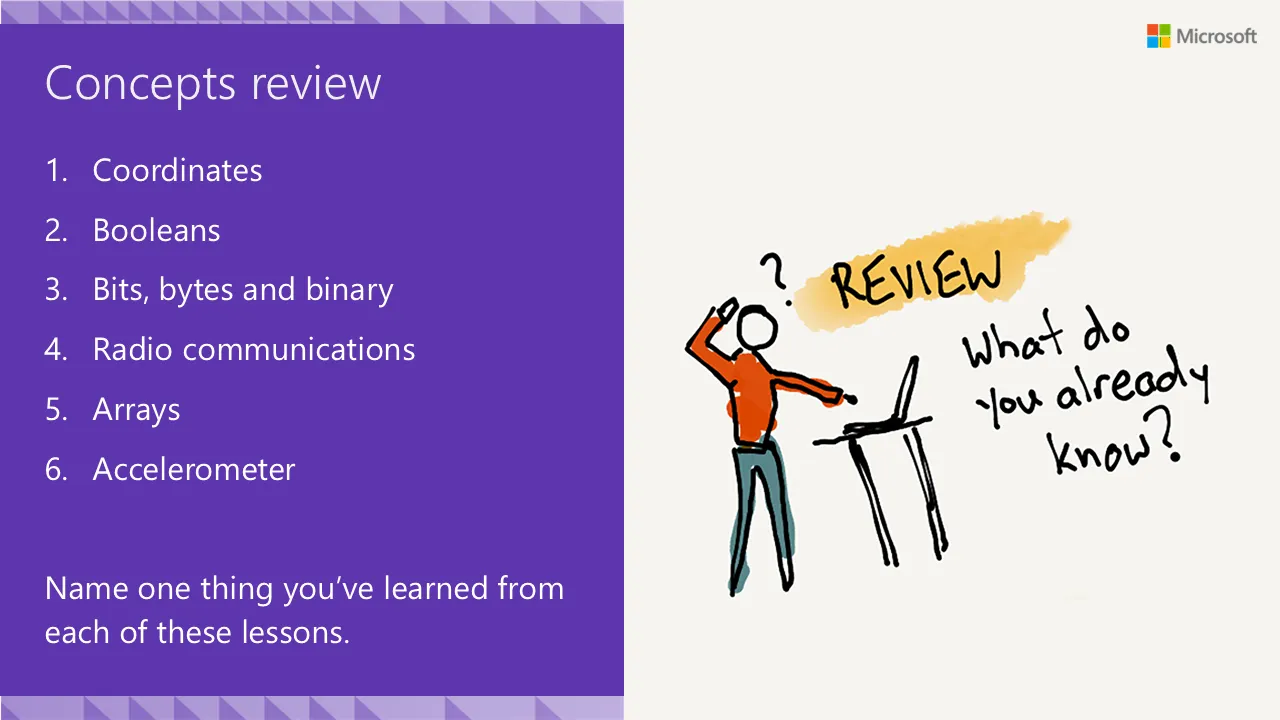 Concepts review
1. Coordinates
2. Booleans
3. Bits, bytes and binary
4. Radio communications
5. Arrays
6. Accelerometer
Name one thing you’ve learned from
each of these lessons.
Microsoft
?
REVIEW
What do
you already
know?